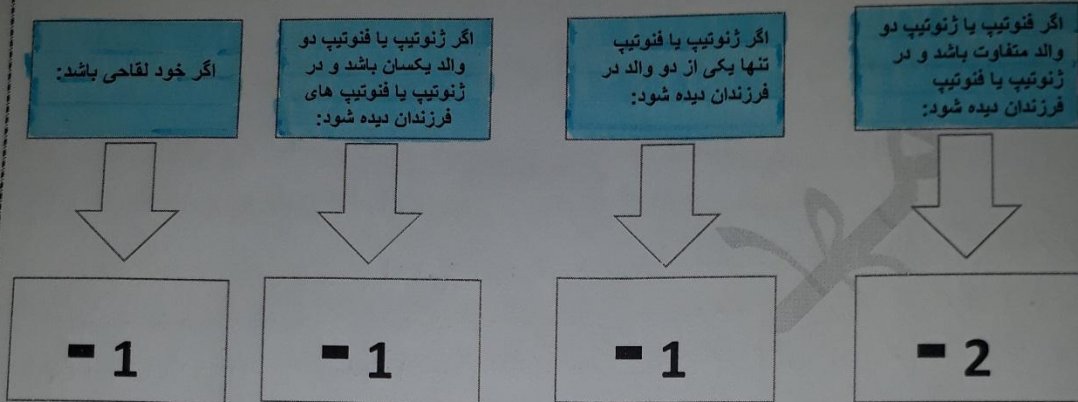 اگر فنوتیپ یا ژنوتیپ دو
والد متفاوت باشد و در
ژنوتیپ یا فنوتیپ
فرزندان دیده شود:
اگر ژنوتیپ یا فنوتیپ
تنها یکی از دو والد در
فرزندان دیده شود:
اگر ژنوتیپ یا فنوتیپ دو
والد یکسان باشد و در
ژنوتیپ یا فنوتیپ های
فرزندان دیده شود:
اگر خود لقاحی باشد:
- 2
- 1
- 1
- 1